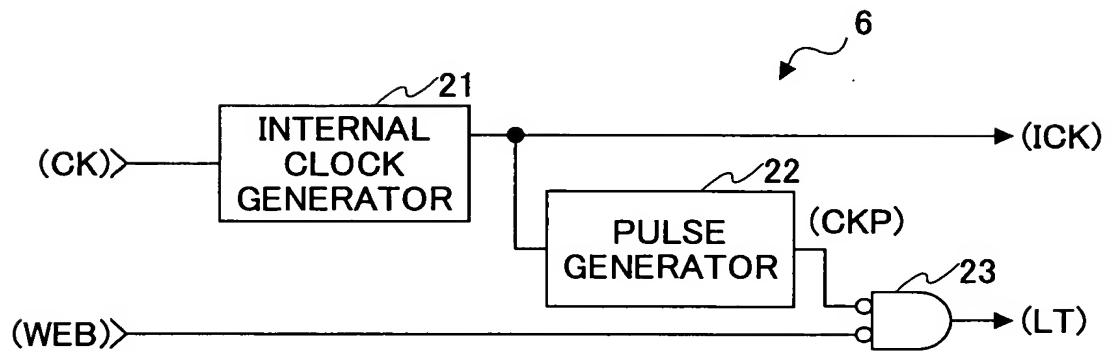 6
21
INTERNAL
CLOCK
GENERATOR
(CK)
(ICK)
22
PULSE
GENERATOR
(CKP)
23
(WEB)
(LT)